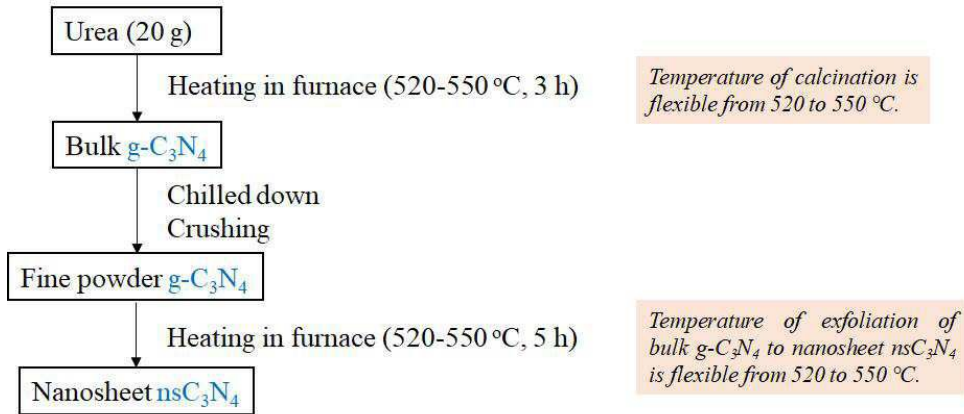 Urea (20 g)
Heating in furnace (520-550 °C, 3 h)
Temperature of calcination is
flexible from 520 to 550 °C.
Bulk g-C₃N₄
Chilled down
Crushing
Fine powder g-C₃N₄
Heating in furnace (520-550 °C, 5 h)
Temperature of exfoliation of
bulk g-C₃N₄ to nanosheet nsC₃N₄
is flexible from 520 to 550 °C.
Nanosheet nsC₃N₄